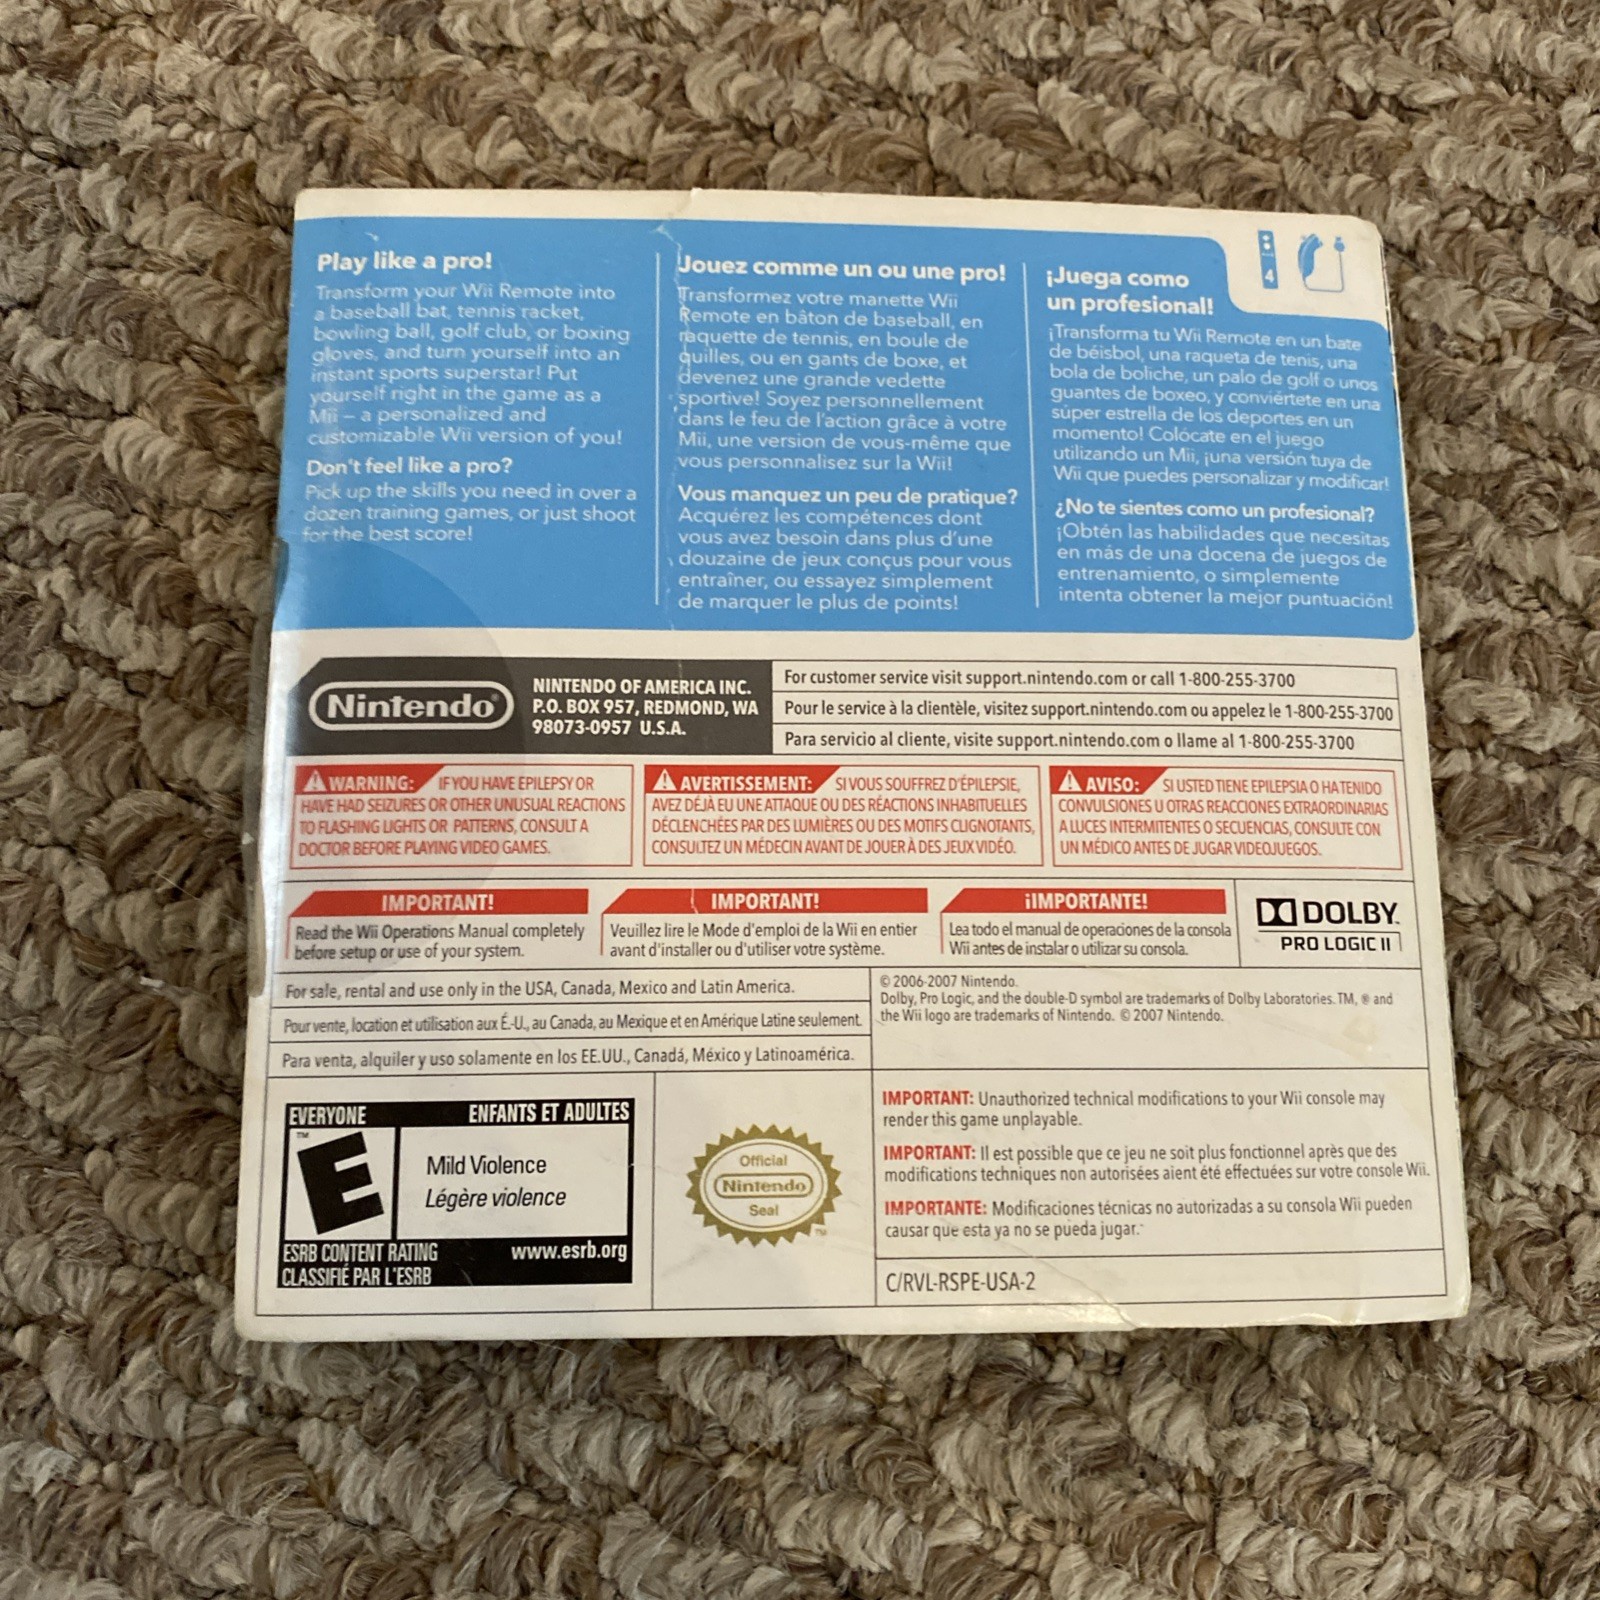 Play like a pro!
Transform your Wii Remote into
a baseball bat, tennis racket,
bowling ball, golf club, or boxing
gloves, and turn yourself into an
instant sports superstar! Put
yourself right in the game as a
Mii – a personalized and
customizable Wii version of you!
Don't feel like a pro?
Pick up the skills you need in over a
dozen training games, or just shoot
for the best score!
Jouez comme un ou une pro!
Transformez votre manette Wii
Remote en bâton de baseball, en
raquette de tennis, en boule de
quilles, ou en gants de boxe, et
devenez une grande vedette
sportive! Soyez personnellement
dans le feu de l'action grâce à votre
Mii, une version de vous-même que
vous personnalisez sur la Wii!
Vous manquez un peu de pratique?
Acquérez les compétences dont
vous avez besoin dans plus d'une
douzaine de jeux conçus pour vous
entraîner, ou essayez simplement
de marquer le plus de points!
¡Juega como
un profesional!
¡Transforma tu Wii Remote en un bate
de béisbol, una raqueta de tenis, una
bola de boliche, un palo de golf o unos
guantes de boxeo, y conviértete en una
súper estrella de los deportes en un
momento! Colócate en el juego
utilizando un Mii, ¡una versión tuya de
Wii que puedes personalizar y modificar!
¿No te sientes como un profesional?
¡Obtén las habilidades que necesitas
en más de una docena de juegos de
entrenamiento, o simplemente
intenta obtener la mejor puntuación!
4
Nintendo®
NINTENDO OF AMERICA INC.
P.O. BOX 957, REDMOND, WA
98073-0957 U.S.A.
For customer service visit support.nintendo.com or call 1-800-255-3700
Pour le service à la clientèle, visitez support.nintendo.com ou appelez le 1-800-255-3700
Para servicio al cliente, visite support.nintendo.com o llame al 1-800-255-3700
WARNING: IF YOU HAVE EPILEPSY OR
HAVE HAD SEIZURES OR OTHER UNUSUAL REACTIONS
TO FLASHING LIGHTS OR PATTERNS, CONSULT A
DOCTOR BEFORE PLAYING VIDEO GAMES.
AVERTISSEMENT: SI VOUS SOUFFREZ D'ÉPILEPSIE,
AVEZ DÉJÀ EU UNE ATTAQUE OU DES RÉACTIONS INHABITUELLES
DÉCLENCHÉES PAR DES LUMIÈRES OU DES MOTIFS CLIGNOTANTS,
CONSULTEZ UN MÉDECIN AVANT DE JOUER À DES JEUX VIDÉO.
AVISO: SI USTED TIENE EPILEPSIA O HA TENIDO
CONVULSIONES U OTRAS REACCIONES EXTRAORDINARIAS
A LUCES INTERMITENTES O SECUENCIAS, CONSULTE CON
UN MÉDICO ANTES DE JUGAR VIDEOJUEGOS.
IMPORTANT!
Read the Wii Operations Manual completely
before setup or use of your system.
IMPORTANT!
Veuillez lire le Mode d'emploi de la Wii en entier
avant d'installer ou d'utiliser votre système.
¡IMPORTANTE!
Lea todo el manual de operaciones de la consola
Wii antes de instalar o utilizar su consola.
DOLBY
PRO LOGIC II
For sale, rental and use only in the USA, Canada, Mexico and Latin America.
Pour vente, location et utilisation aux É.-U., au Canada, au Mexique et en Amérique Latine seulement.
Para venta, alquiler y uso solamente en los EE.UU., Canadá, México y Latinoamérica.
© 2006-2007 Nintendo.
Dolby, Pro Logic, and the double-D symbol are trademarks of Dolby Laboratories. TM, ® and
the Wii logo are trademarks of Nintendo. © 2007 Nintendo.
EVERYONE ENFANTS ET ADULTES
TM
E
Mild Violence
Légère violence
ESRB CONTENT RATING www.esrb.org
CLASSIFIÉ PAR L'ESRB
Official
Nintendo
Seal
TM
IMPORTANT: Unauthorized technical modifications to your Wii console may
render this game unplayable.
IMPORTANT: Il est possible que ce jeu ne soit plus fonctionnel après que des
modifications techniques non autorisées aient été effectuées sur votre console Wii.
IMPORTANTE: Modificaciones técnicas no autorizadas a su consola Wii pueden
causar que esta ya no se pueda jugar.
C/RVL-RSPE-USA-2